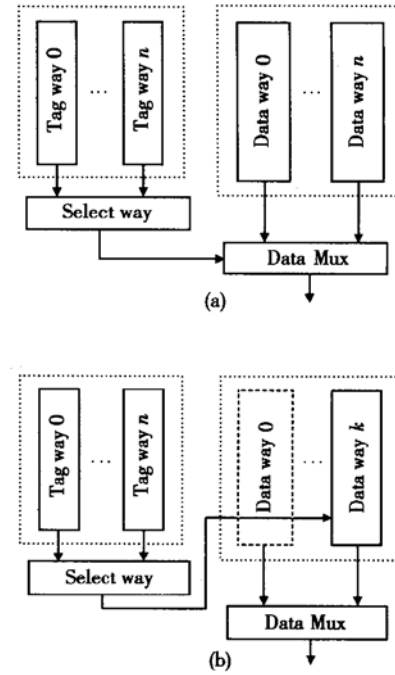 Tag way 0
...
Tag way n
Data way 0
...
Data way n
Select way
Data Mux
(a)
Tag way 0
...
Tag way n
Data way 0
...
Data way k
Select way
Data Mux
(b)